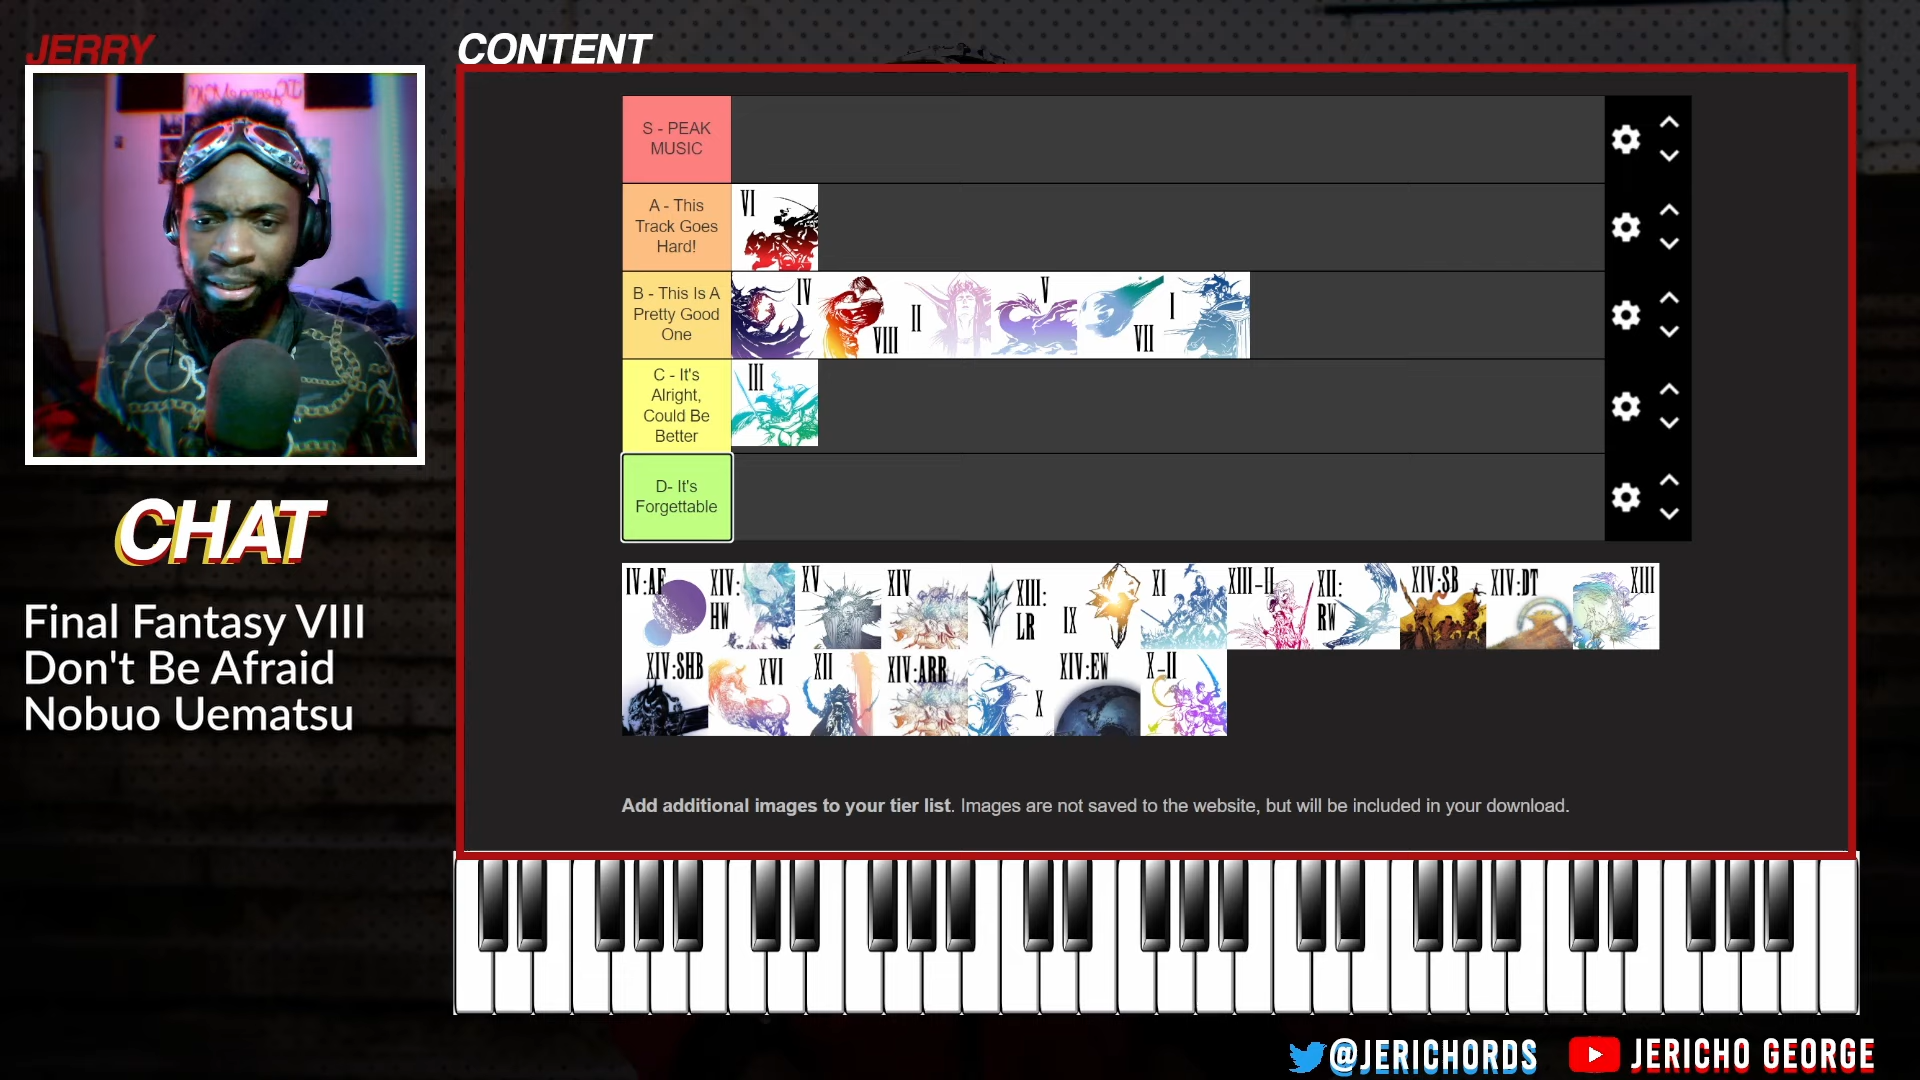 JERRY
CONTENT
S - PEAK
MUSIC
A - This
Track Goes
Hard!
VI
B - This Is A
Pretty Good
One
IV
VIII
II
V
VII
I
C - It's
Alright,
Could Be
Better
III
D- It's
Forgettable
IV:AF
XIV:
HW
XV
XIV
XIII:
LR
IX
XI
XIII-II
XII:
RW
XIV:SB
XIV:DT
XIII
XIV:SHB
XVI
XII
XIV:ARR
X
XIV:EW
X-II
Add additional images to your tier list. Images are not saved to the website, but will be included in your download.
CHAT
Final Fantasy VIII
Don't Be Afraid
Nobuo Uematsu
@JERICHORDS
JERICHO GEORGE